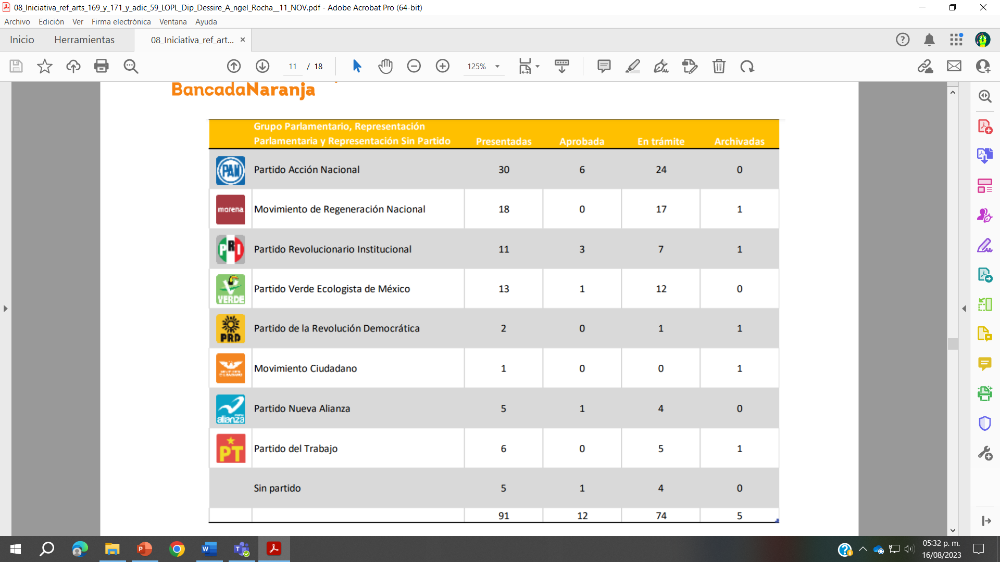 08_Iniciativa_ref_arts_169_y_171_y_adic_59_LOPL_Dip_Dessire_A_ngel_Rocha__11_NOV.pdf - Adobe Acrobat Pro (64-bit)
Archivo Edición Ver Firma electrónica Ventana Ayuda
Inicio Herramientas 08_Iniciativa_ref_art... ×
11 / 18 125%
BancadaNaranja
Grupo Parlamentario, Representación
Parlamentaria y Representación Sin Partido Presentadas Aprobada En trámite Archivadas
PAN Partido Acción Nacional 30 6 24 0
morena Movimiento de Regeneración Nacional 18 0 17 1
PRI Partido Revolucionario Institucional 11 3 7 1
VERDE Partido Verde Ecologista de México 13 1 12 0
PRD Partido de la Revolución Democrática 2 0 1 1
Movimiento Ciudadano 1 0 0 1
alianza Partido Nueva Alianza 5 1 4 0
PT Partido del Trabajo 6 0 5 1
Sin partido 5 1 4 0
91 12 74 5
05:32 p. m.
16/08/2023